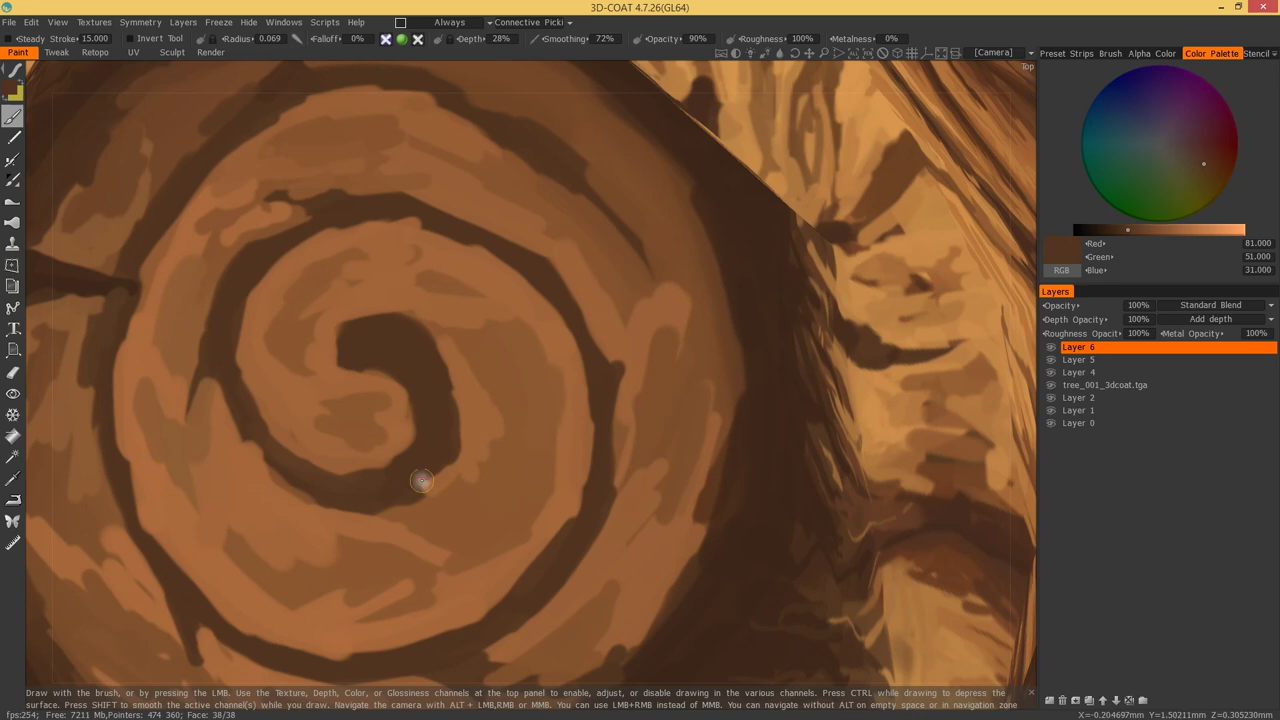 3D-COAT 4.7.26(GL64)
File Edit View Textures Symmetry Layers Freeze Hide Windows Scripts Help Always Connective Picki
Steady Stroke 15.000 Invert Tool Radius 0.069 Falloff 0% Depth 28% Smoothing 72% Opacity 90% Roughness 100% Metalness 0%
Paint Tweak Retopo UV Sculpt Render [Camera] Preset Strips Brush Alpha Color Color Palette Stencil
Top
Red 81.000
Green 51.000
RGB Blue 31.000
Layers
Opacity 100% Standard Blend
Depth Opacity 100% Add depth
Roughness Opacit 100% Metal Opacity 100%
Layer 6
Layer 5
Layer 4
tree_001_3dcoat.tga
Layer 2
Layer 1
Layer 0
Draw with the brush, or by pressing the LMB. Use the Texture, Depth, Color, or Glossiness channels at the top panel to enable, adjust, or disable drawing in the various channels. Press CTRL while drawing to depress the
surface. Press SHIFT to smooth the active channel(s) while you draw. Navigate the camera with ALT + LMB,RMB or MMB. You can use LMB+RMB instead of MMB. You can navigate without ALT on empty space or in navigation zone
fps:254; Free: 7211 Mb,Pointers: 474 360; Face: 38/38 X=-0.204697mm Y=1.50211mm Z=0.305230mm